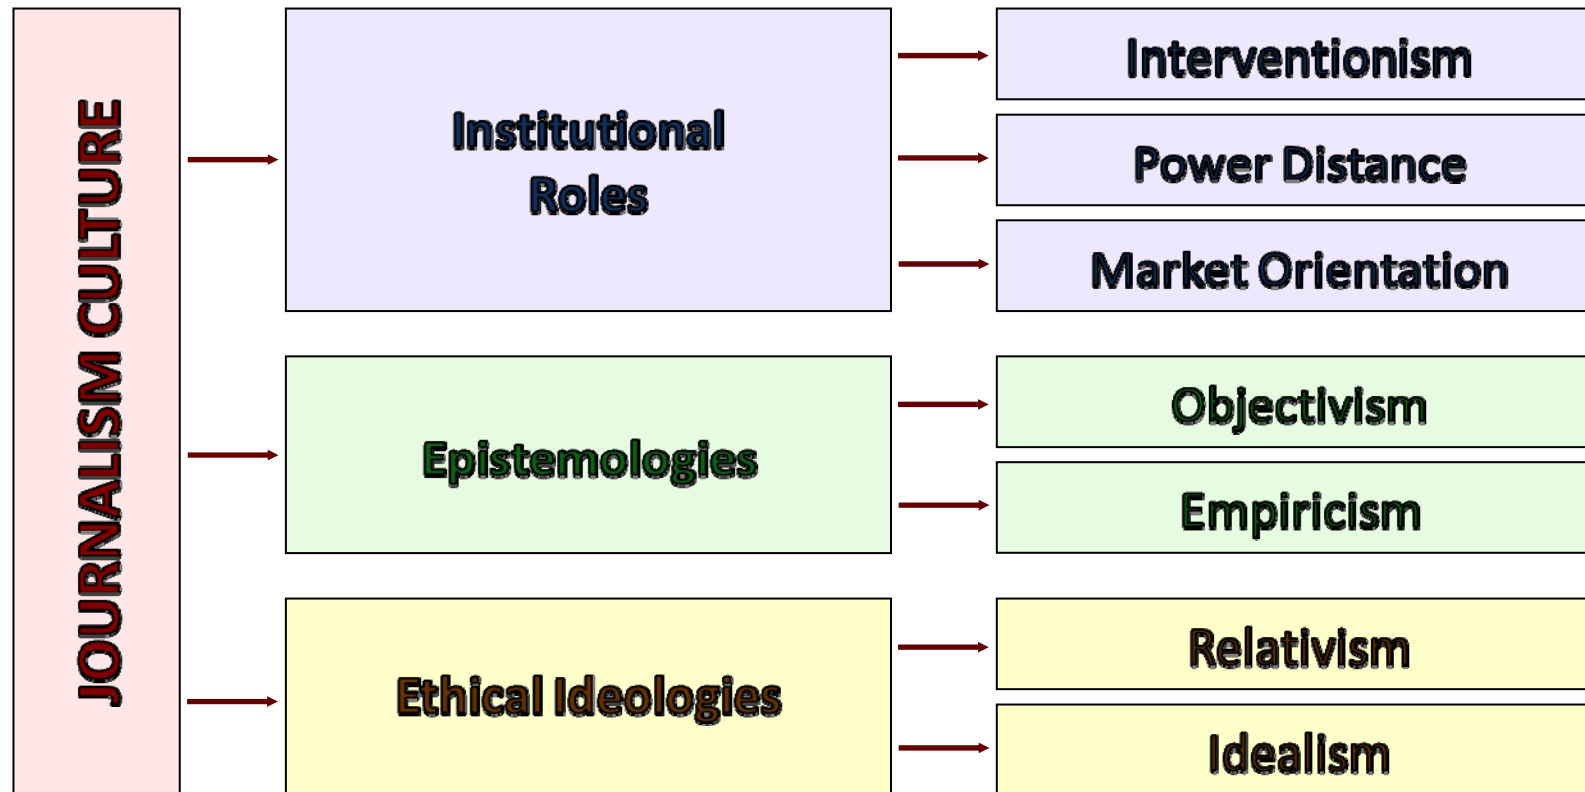 JOURNALISM CULTURE
Institutional
Roles
Interventionism
Power Distance
Market Orientation
Epistemologies
Objectivism
Empiricism
Ethical Ideologies
Relativism
Idealism